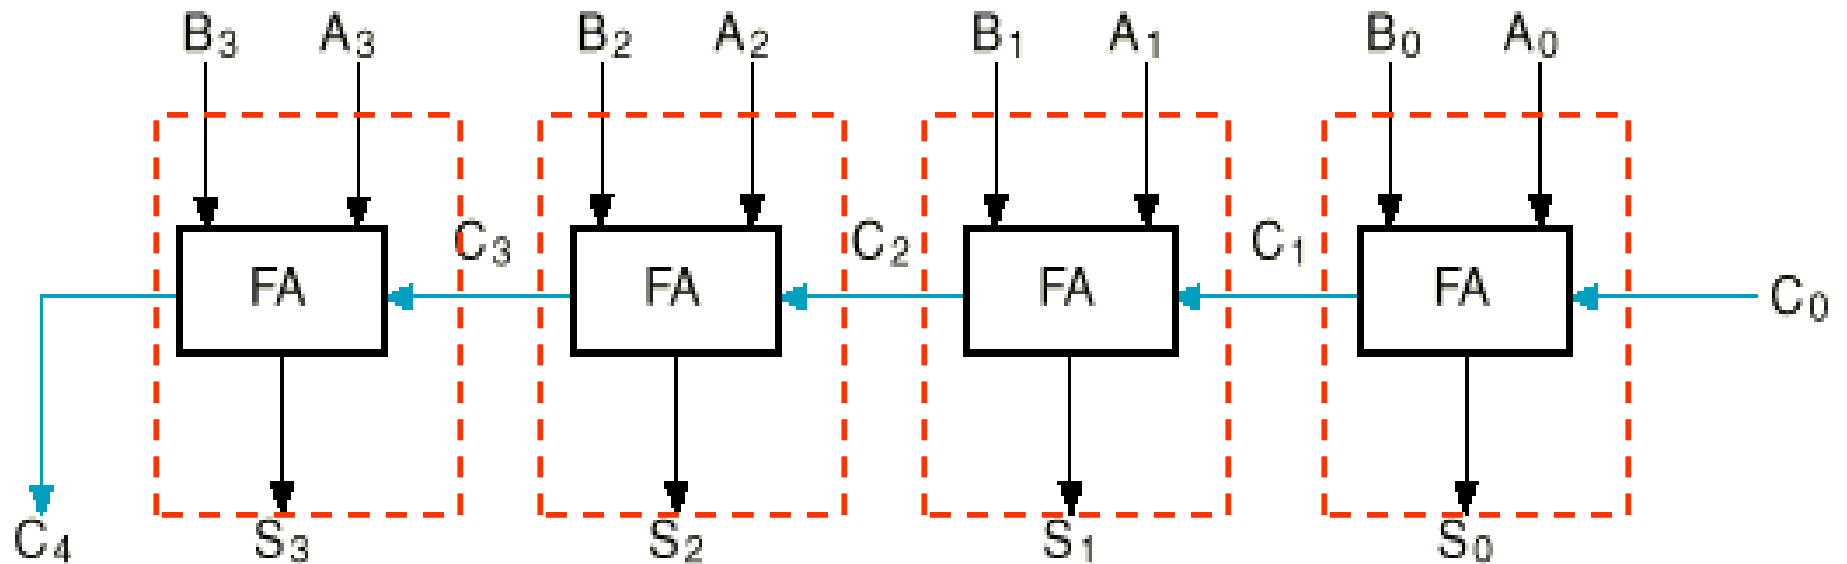 B₃ A₃ B₂ A₂ B₁ A₁ B₀ A₀
C₃ C₂ C₁
FA FA FA FA C₀
C₄ S₃ S₂ S₁ S₀